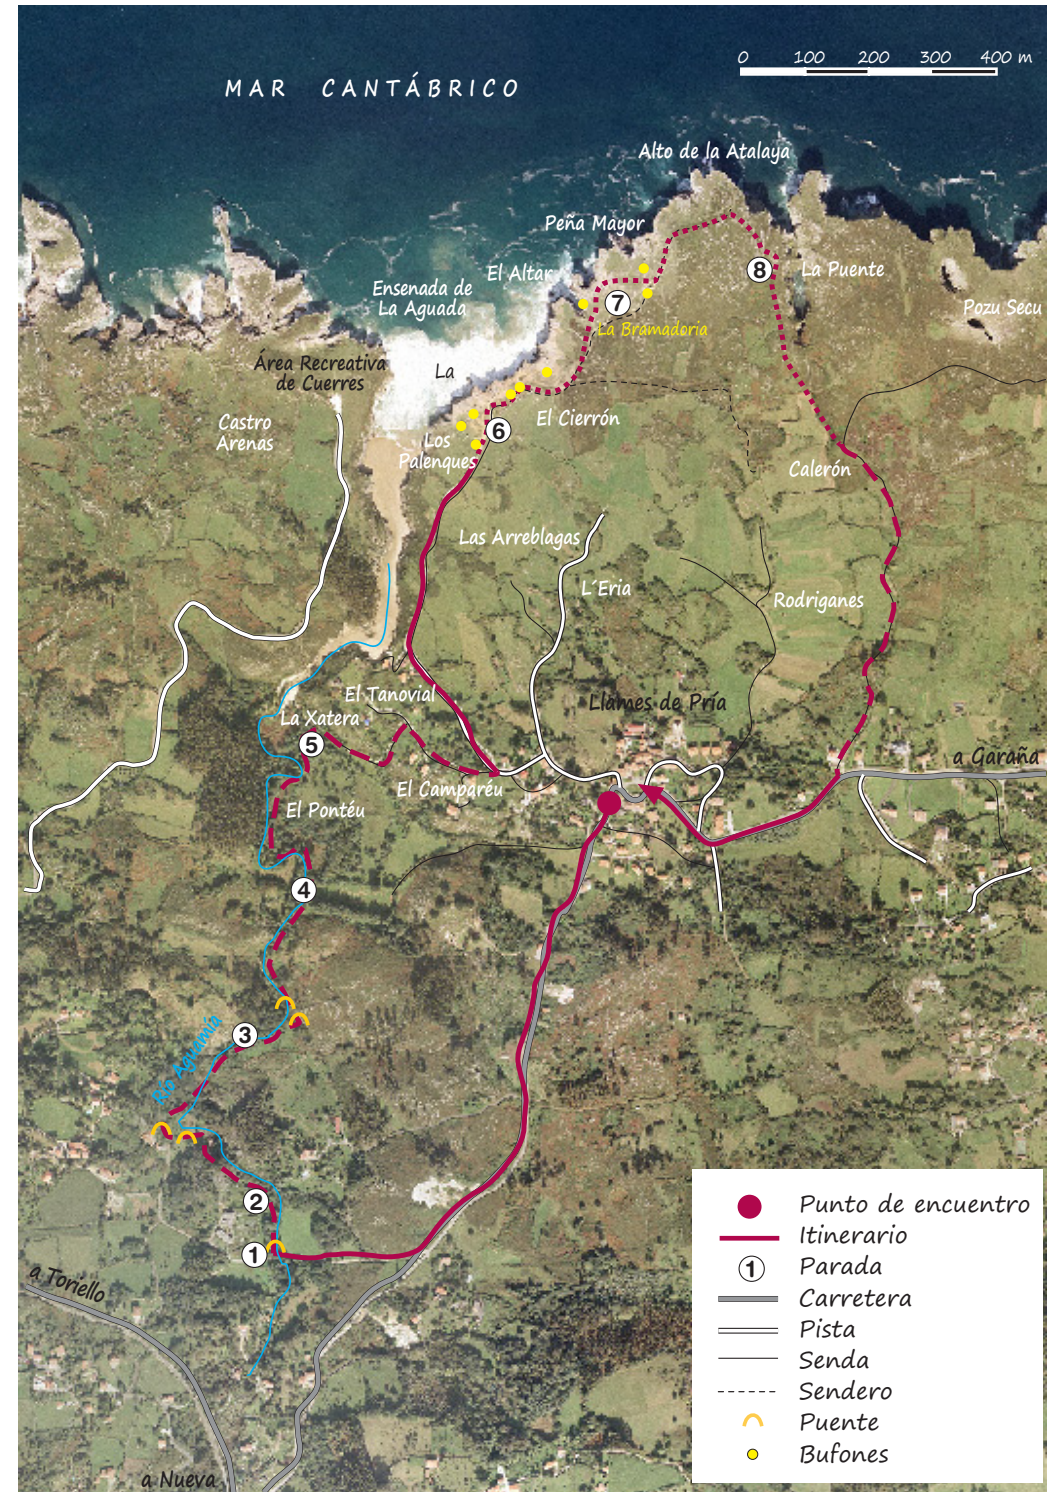 0 100 200 300 400 m
MAR CANTÁBRICO
Alto de la Atalaya
Peña Mayor
8
La Puente
El Altar
Ensenada de
La Aguada
7
Pozu Secu
La Bramadoria
Área Recreativa
de Cuerres
La
Castro
Arenas
El Cierrón
6
Los
Palenques
Calerón
Las Arreblagas
L´Eria
Rodriganes
El Tanovial
Llames de Pría
La Xatera
5
a Garaña
El Camparéu
El Pontéu
4
3
Río Aguamía
2
1
a Toriello
a Nueva
Punto de encuentro
Itinerario
1 Parada
Carretera
Pista
Senda
Sendero
Puente
Bufones